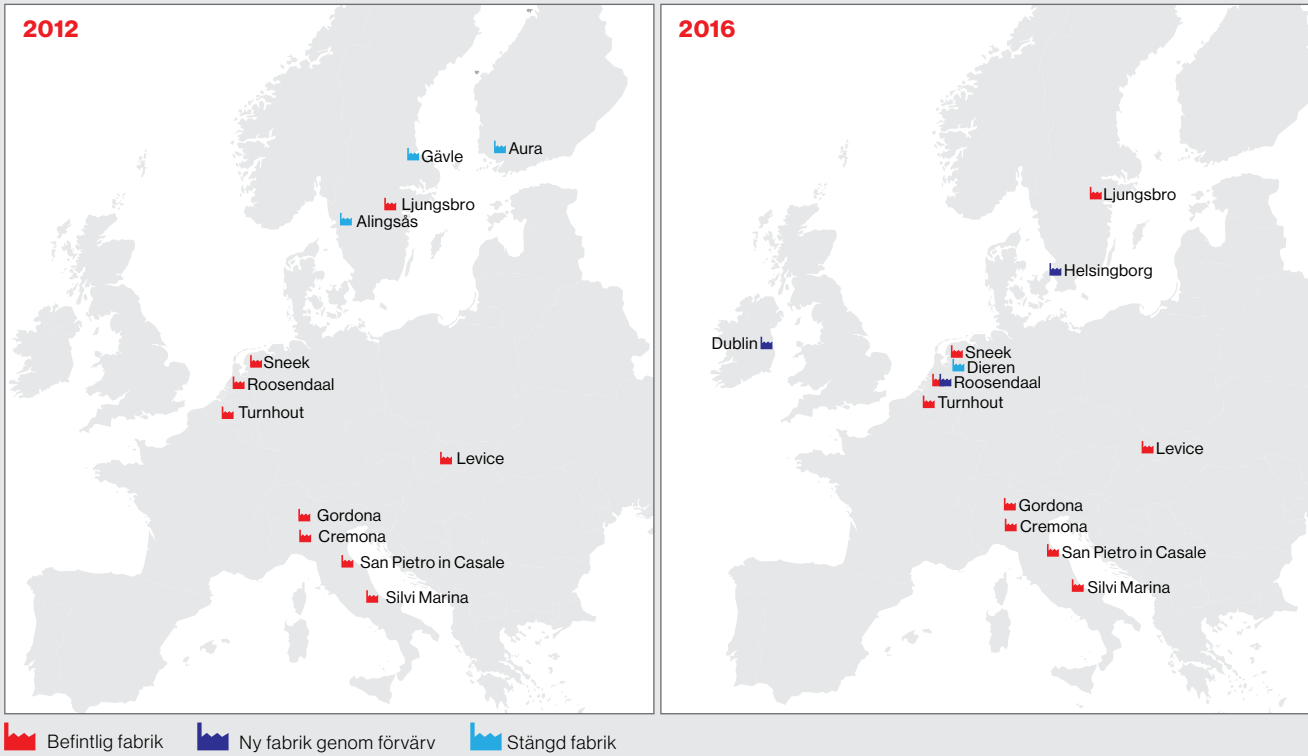 2012
Gävle
Aura
Ljungsbro
Alingsås
Sneek
Roosendaal
Turnhout
Levice
Gordona
Cremona
San Pietro in Casale
Silvi Marina
2016
Ljungsbro
Helsingborg
Dublin
Sneek
Dieren
Roosendaal
Turnhout
Levice
Gordona
Cremona
San Pietro in Casale
Silvi Marina
Befintlig fabrik
Ny fabrik genom förvärv
Stängd fabrik